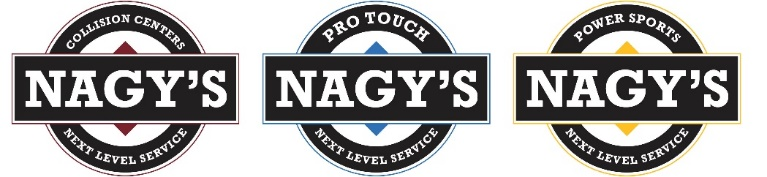 COLLISION CENTERS
NAGY'S
NEXT LEVEL SERVICE
PRO TOUCH
NAGY'S
NEXT LEVEL SERVICE
POWER SPORTS
NAGY'S
NEXT LEVEL SERVICE